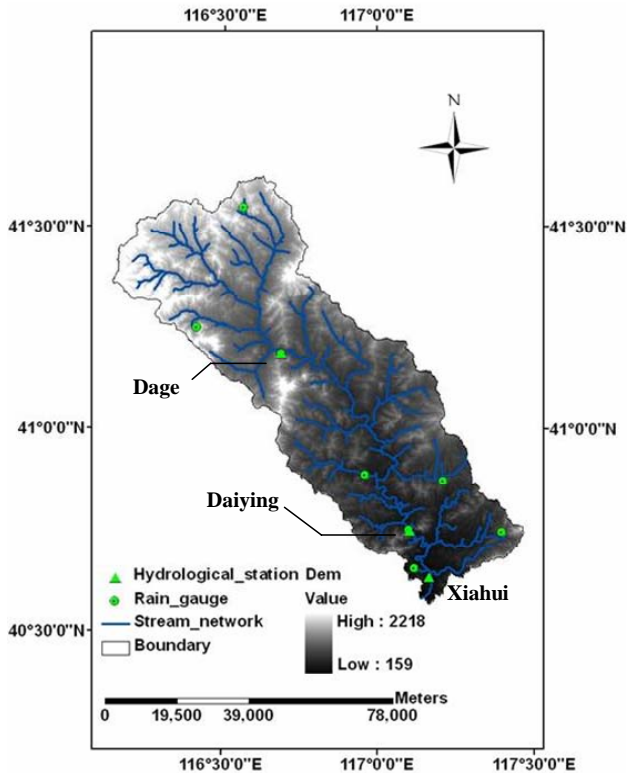 116°30'0"E 117°0'0"E
N
41°30'0"N 41°30'0"N
Dage
41°0'0"N 41°0'0"N
Daiying
Hydrological_station Dem
Rain_gauge Value
Stream_network High : 2218
Boundary
Low : 159
Xiahui
40°30'0"N
Meters
0 19,500 39,000 78,000
116°30'0"E 117°0'0"E 117°30'0"E